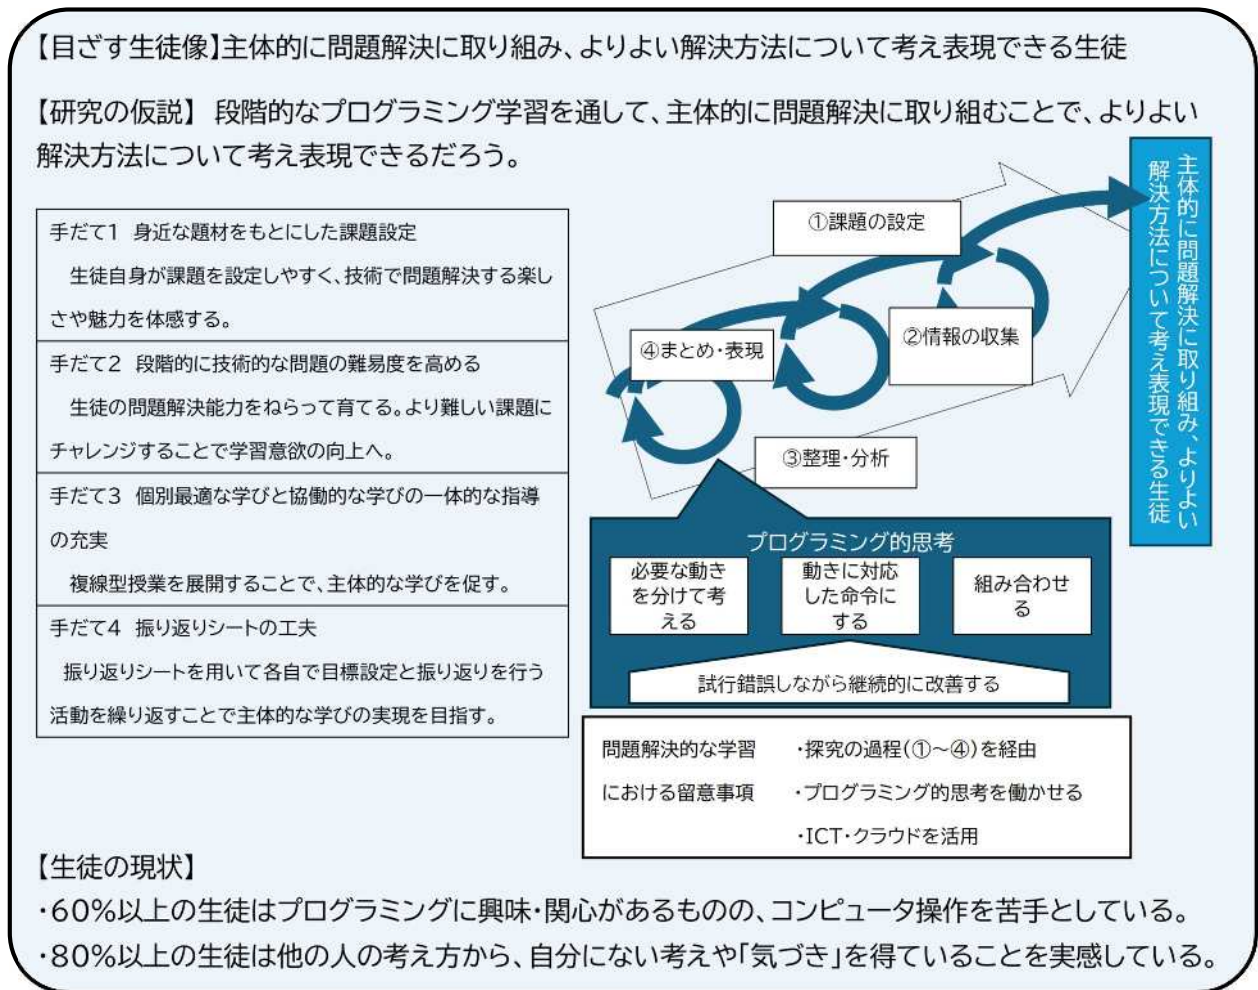 【目ざす生徒像】主体的に問題解決に取り組み、よりよい解決方法について考え表現できる生徒
【研究の仮説】 段階的なプログラミング学習を通して、主体的に問題解決に取り組むことで、よりよい
解決方法について考え表現できるだろう。
手だて1 身近な題材をもとにした課題設定
生徒自身が課題を設定しやすく、技術で問題解決する楽し
さや魅力を体感する。
手だて2 段階的に技術的な問題の難易度を高める
生徒の問題解決能力をねらって育てる。より難しい課題に
チャレンジすることで学習意欲の向上へ。
手だて3 個別最適な学びと協働的な学びの一体的な指導
の充実
複線型授業を展開することで、主体的な学びを促す。
手だて4 振り返りシートの工夫
振り返りシートを用いて各自で目標設定と振り返りを行う
活動を繰り返すことで主体的な学びの実現を目指す。
①課題の設定
②情報の収集
④まとめ・表現
③整理・分析
主体的に問題解決に取り組み、よりよい
解決方法について考え表現できる生徒
プログラミング的思考
必要な動き
を分けて考
える
動きに対応
した命令に
する
組み合わせ
る
試行錯誤しながら継続的に改善する
問題解決的な学習
における留意事項
・探究の過程(①~④)を経由
・プログラミング的思考を働かせる
・ICT・クラウドを活用
【生徒の現状】
・60%以上の生徒はプログラミングに興味・関心があるものの、コンピュータ操作を苦手としている。
・80%以上の生徒は他の人の考え方から、自分にない考えや「気づき」を得ていることを実感している。